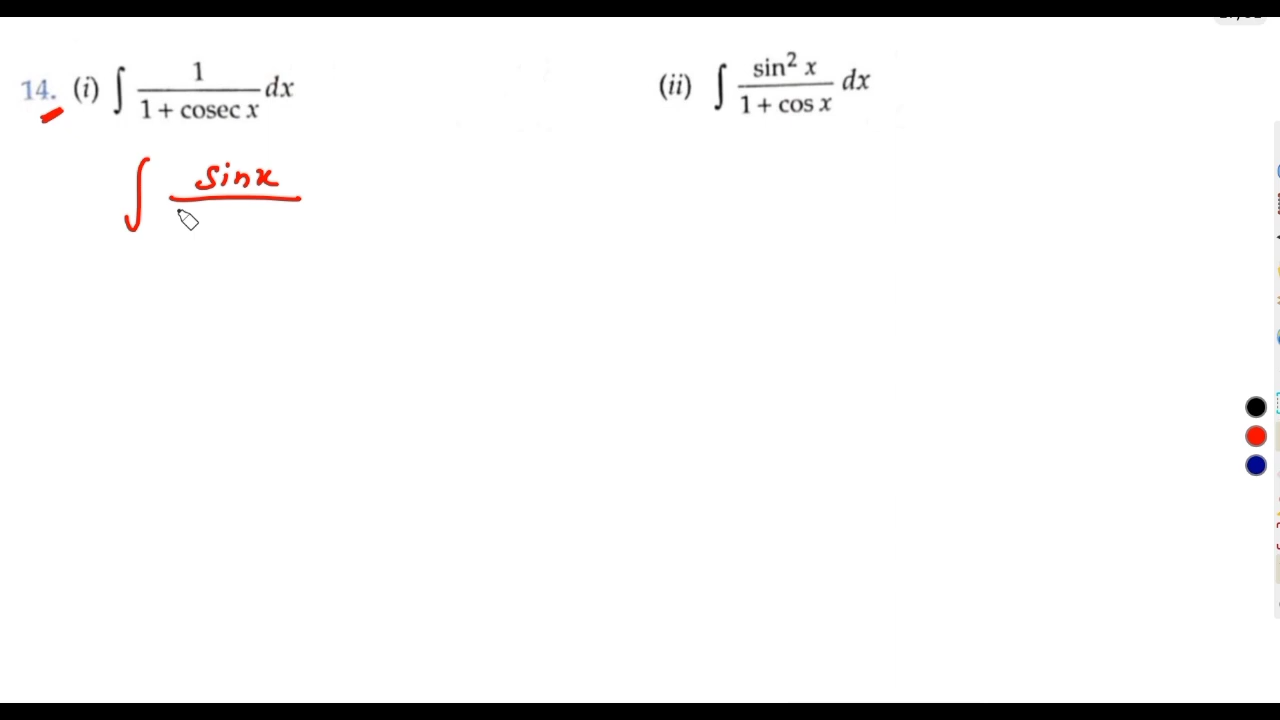 14. (i) ∫ 1 / (1 + cosec x) dx (ii) ∫ sin² x / (1 + cos x) dx
∫ sinx